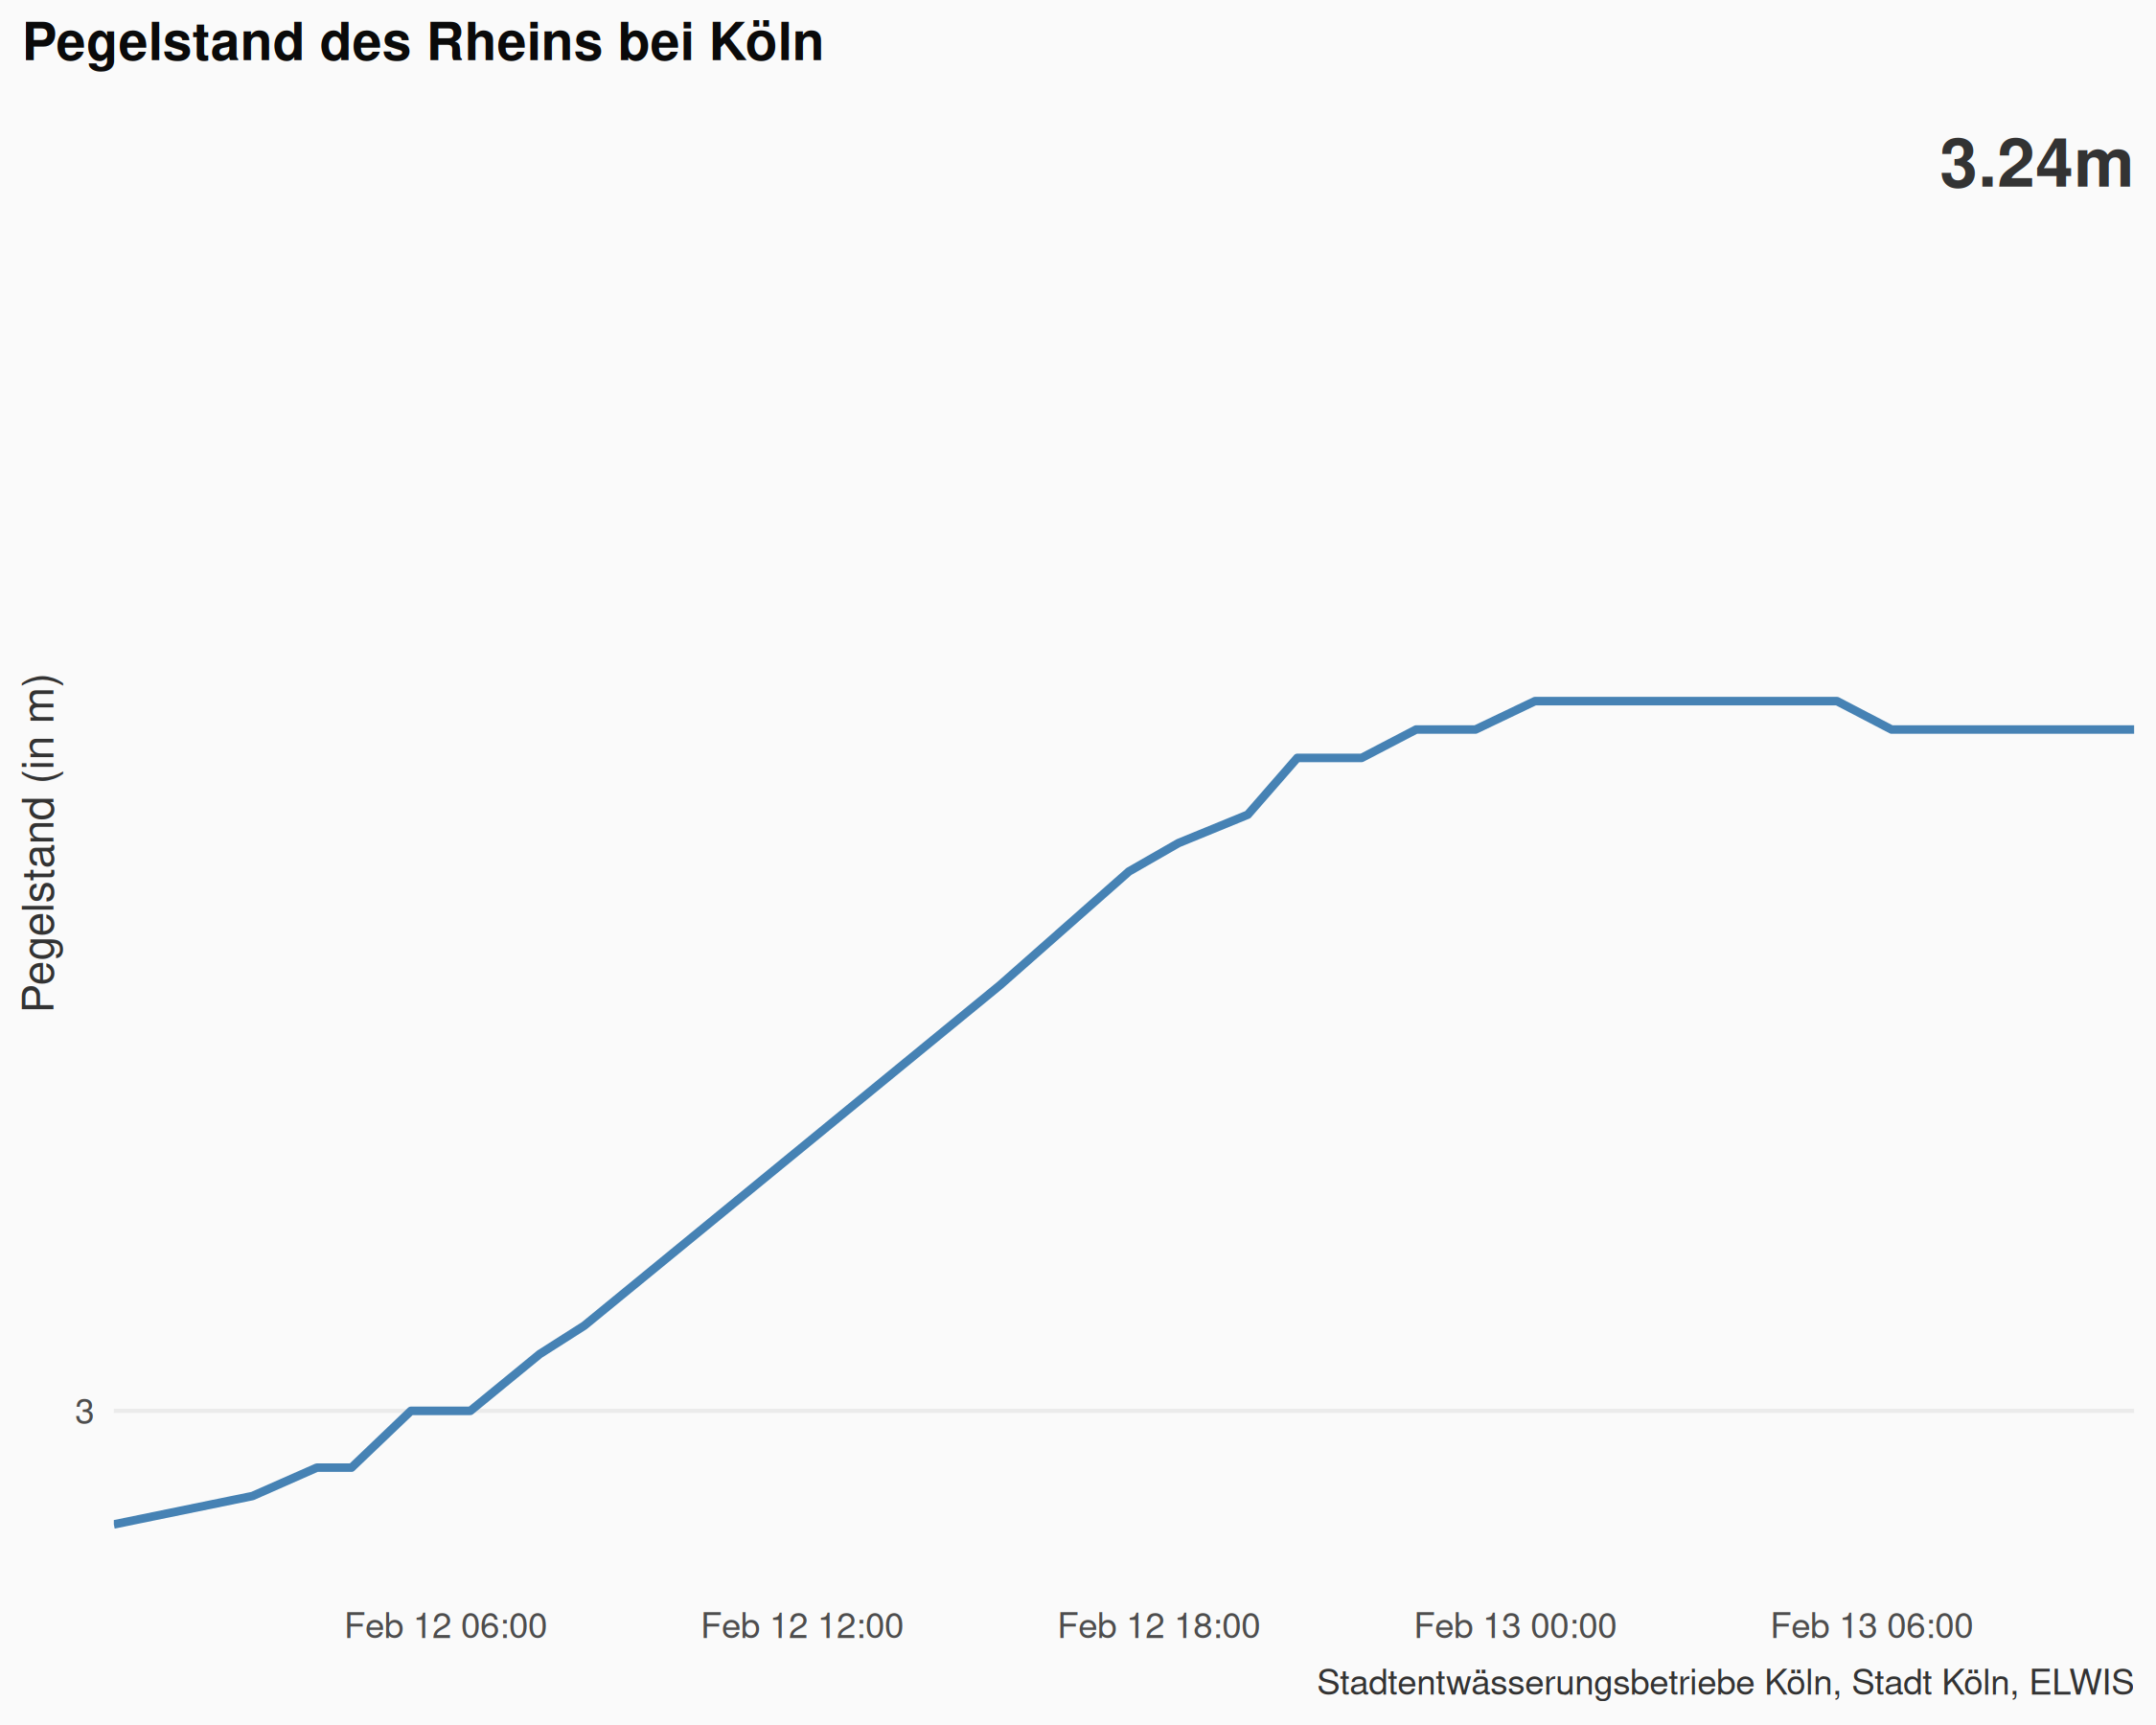 Pegelstand des Rheins bei Köln
3.24m
Pegelstand (in m)
3
Feb 12 06:00 Feb 12 12:00 Feb 12 18:00 Feb 13 00:00 Feb 13 06:00
Stadtentwässerungsbetriebe Köln, Stadt Köln, ELWIS